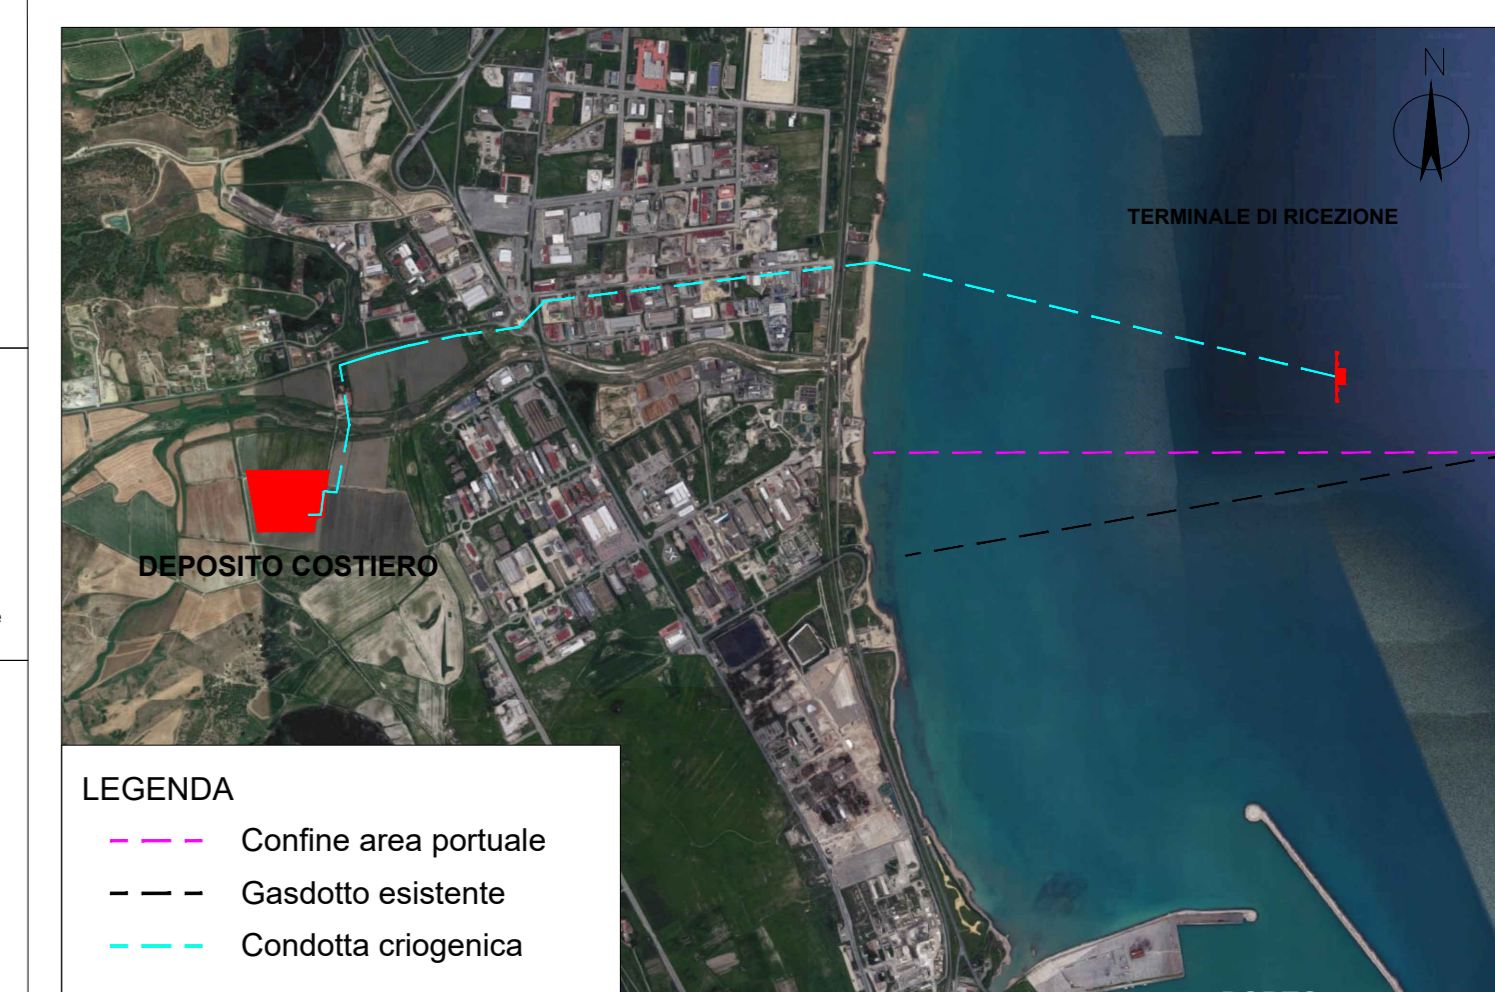 N
TERMINALE DI RICEZIONE
DEPOSITO COSTIERO
LEGENDA
Confine area portuale
Gasdotto esistente
Condotta criogenica